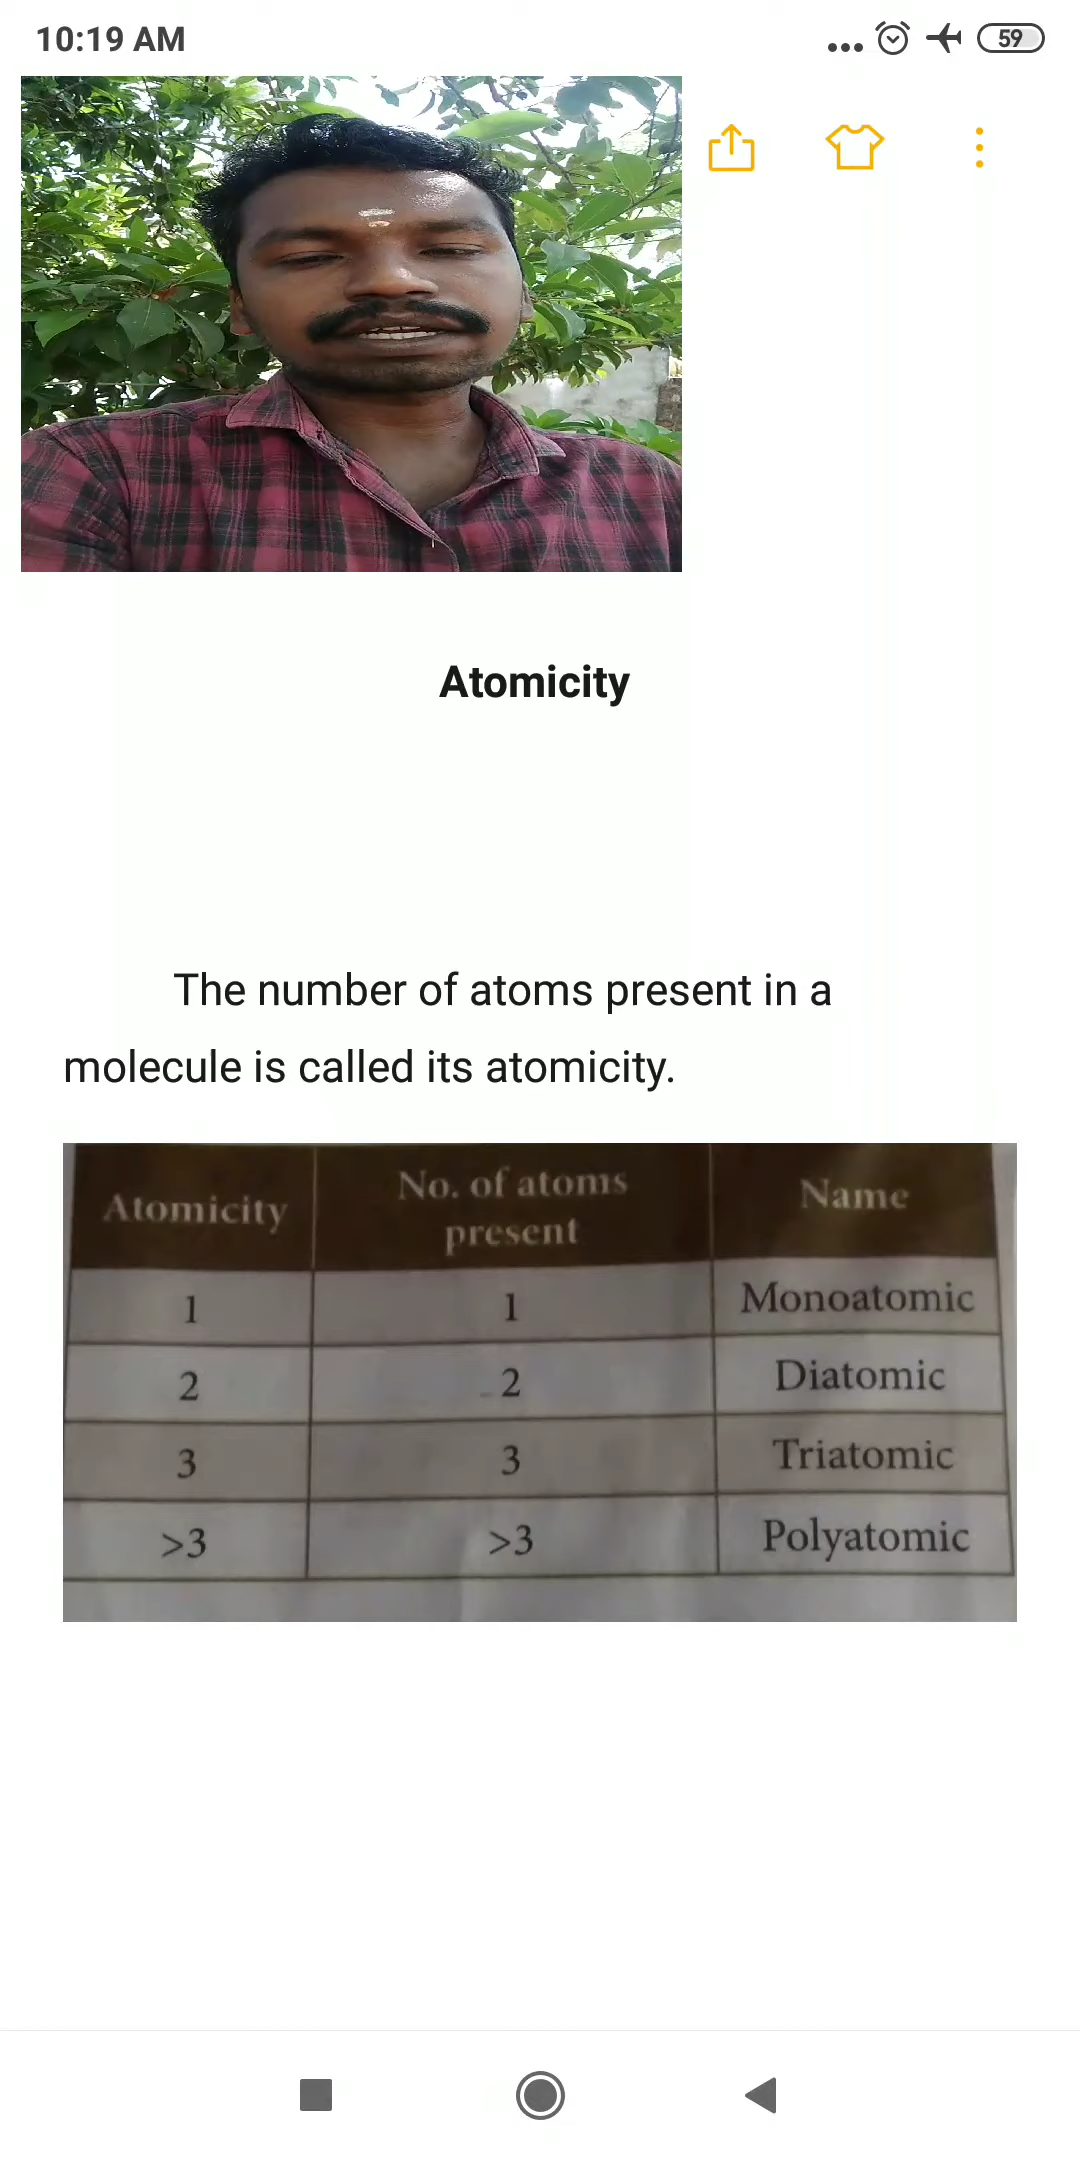 10:19 AM
59
Atomicity
The number of atoms present in a
molecule is called its atomicity.
Atomicity No. of atoms present Name
1 1 Monoatomic
2 2 Diatomic
3 3 Triatomic
>3 >3 Polyatomic